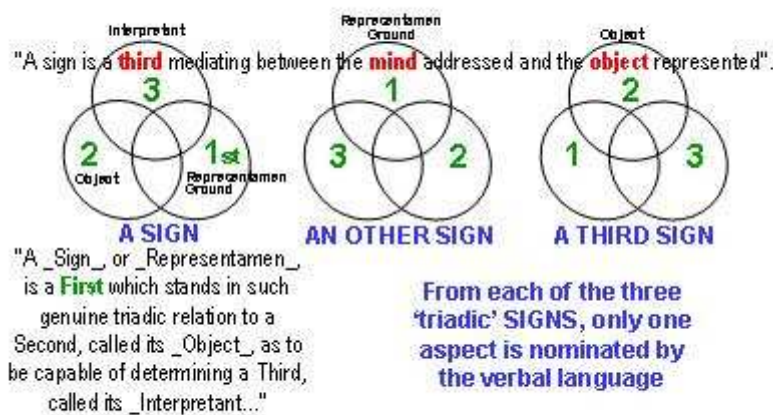 Interpretant
Representamen
Ground
Object
"A sign is a third mediating between the mind addressed and the object represented".
3
1
2
2
1st
3
2
1
3
Object
Representamen
Ground
A SIGN
AN OTHER SIGN
A THIRD SIGN
"A _Sign_, or _Representamen_,
is a First which stands in such
genuine triadic relation to a
Second, called its _Object_, as to
be capable of determining a Third,
called its _Interpretant..."
From each of the three
'triadic' SIGNS, only one
aspect is nominated by
the verbal language